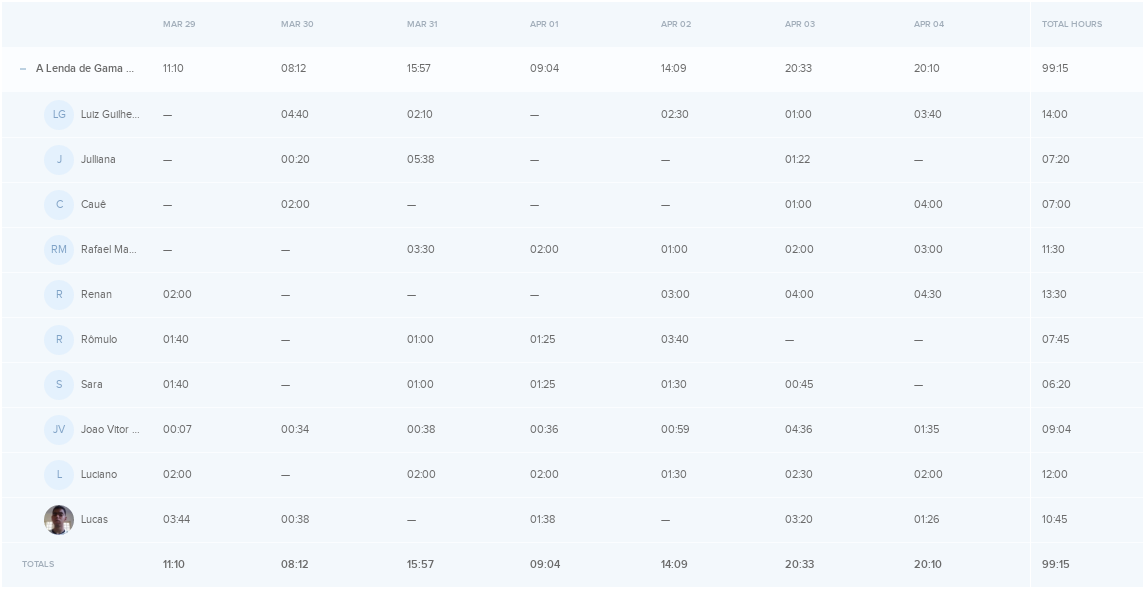 MAR 29 MAR 30 MAR 31 APR 01 APR 02 APR 03 APR 04 TOTAL HOURS
– A Lenda de Gama ... 11:10 08:12 15:57 09:04 14:09 20:33 20:10 99:15
LG Luiz Guilhe... — 04:40 02:10 — 02:30 01:00 03:40 14:00
J Julliana — 00:20 05:38 — — 01:22 — 07:20
C Cauê — 02:00 — — — 01:00 04:00 07:00
RM Rafael Ma... — — 03:30 02:00 01:00 02:00 03:00 11:30
R Renan 02:00 — — — 03:00 04:00 04:30 13:30
R Rômulo 01:40 — 01:00 01:25 03:40 — — 07:45
S Sara 01:40 — 01:00 01:25 01:30 00:45 — 06:20
JV Joao Vitor ... 00:07 00:34 00:38 00:36 00:59 04:36 01:35 09:04
L Luciano 02:00 — 02:00 02:00 01:30 02:30 02:00 12:00
Lucas 03:44 00:38 — 01:38 — 03:20 01:26 10:45
TOTALS 11:10 08:12 15:57 09:04 14:09 20:33 20:10 99:15